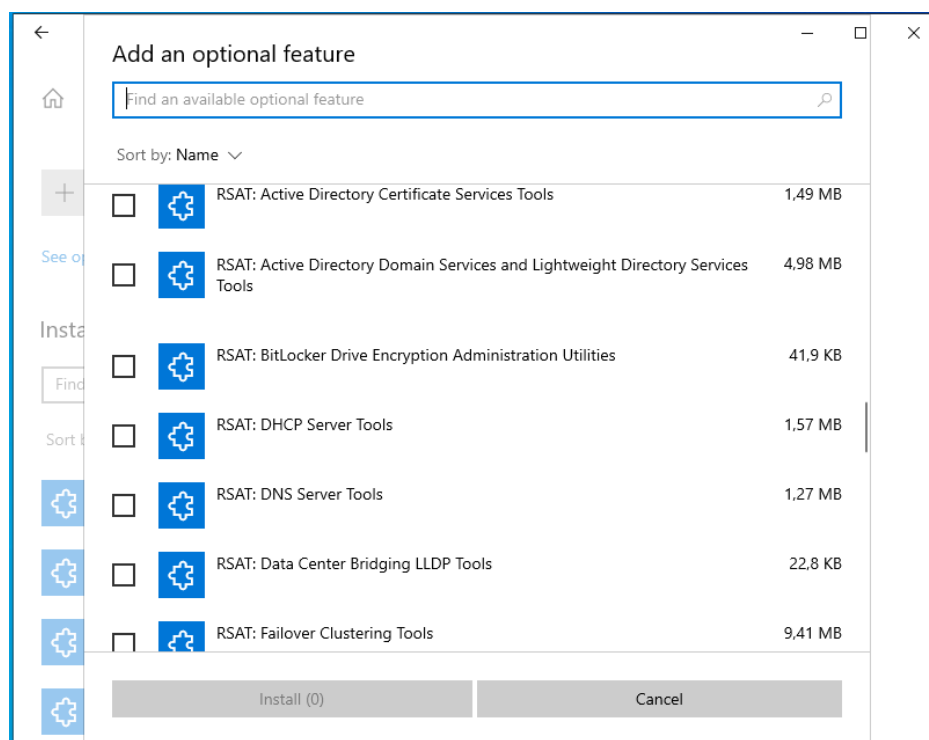 Add an optional feature
Find an available optional feature
Sort by: Name
See op
RSAT: Active Directory Certificate Services Tools 1,49 MB
RSAT: Active Directory Domain Services and Lightweight Directory Services 4,98 MB
Tools
Insta
RSAT: BitLocker Drive Encryption Administration Utilities 41,9 KB
Find
RSAT: DHCP Server Tools 1,57 MB
Sort b
RSAT: DNS Server Tools 1,27 MB
RSAT: Data Center Bridging LLDP Tools 22,8 KB
RSAT: Failover Clustering Tools 9,41 MB
Install (0) Cancel